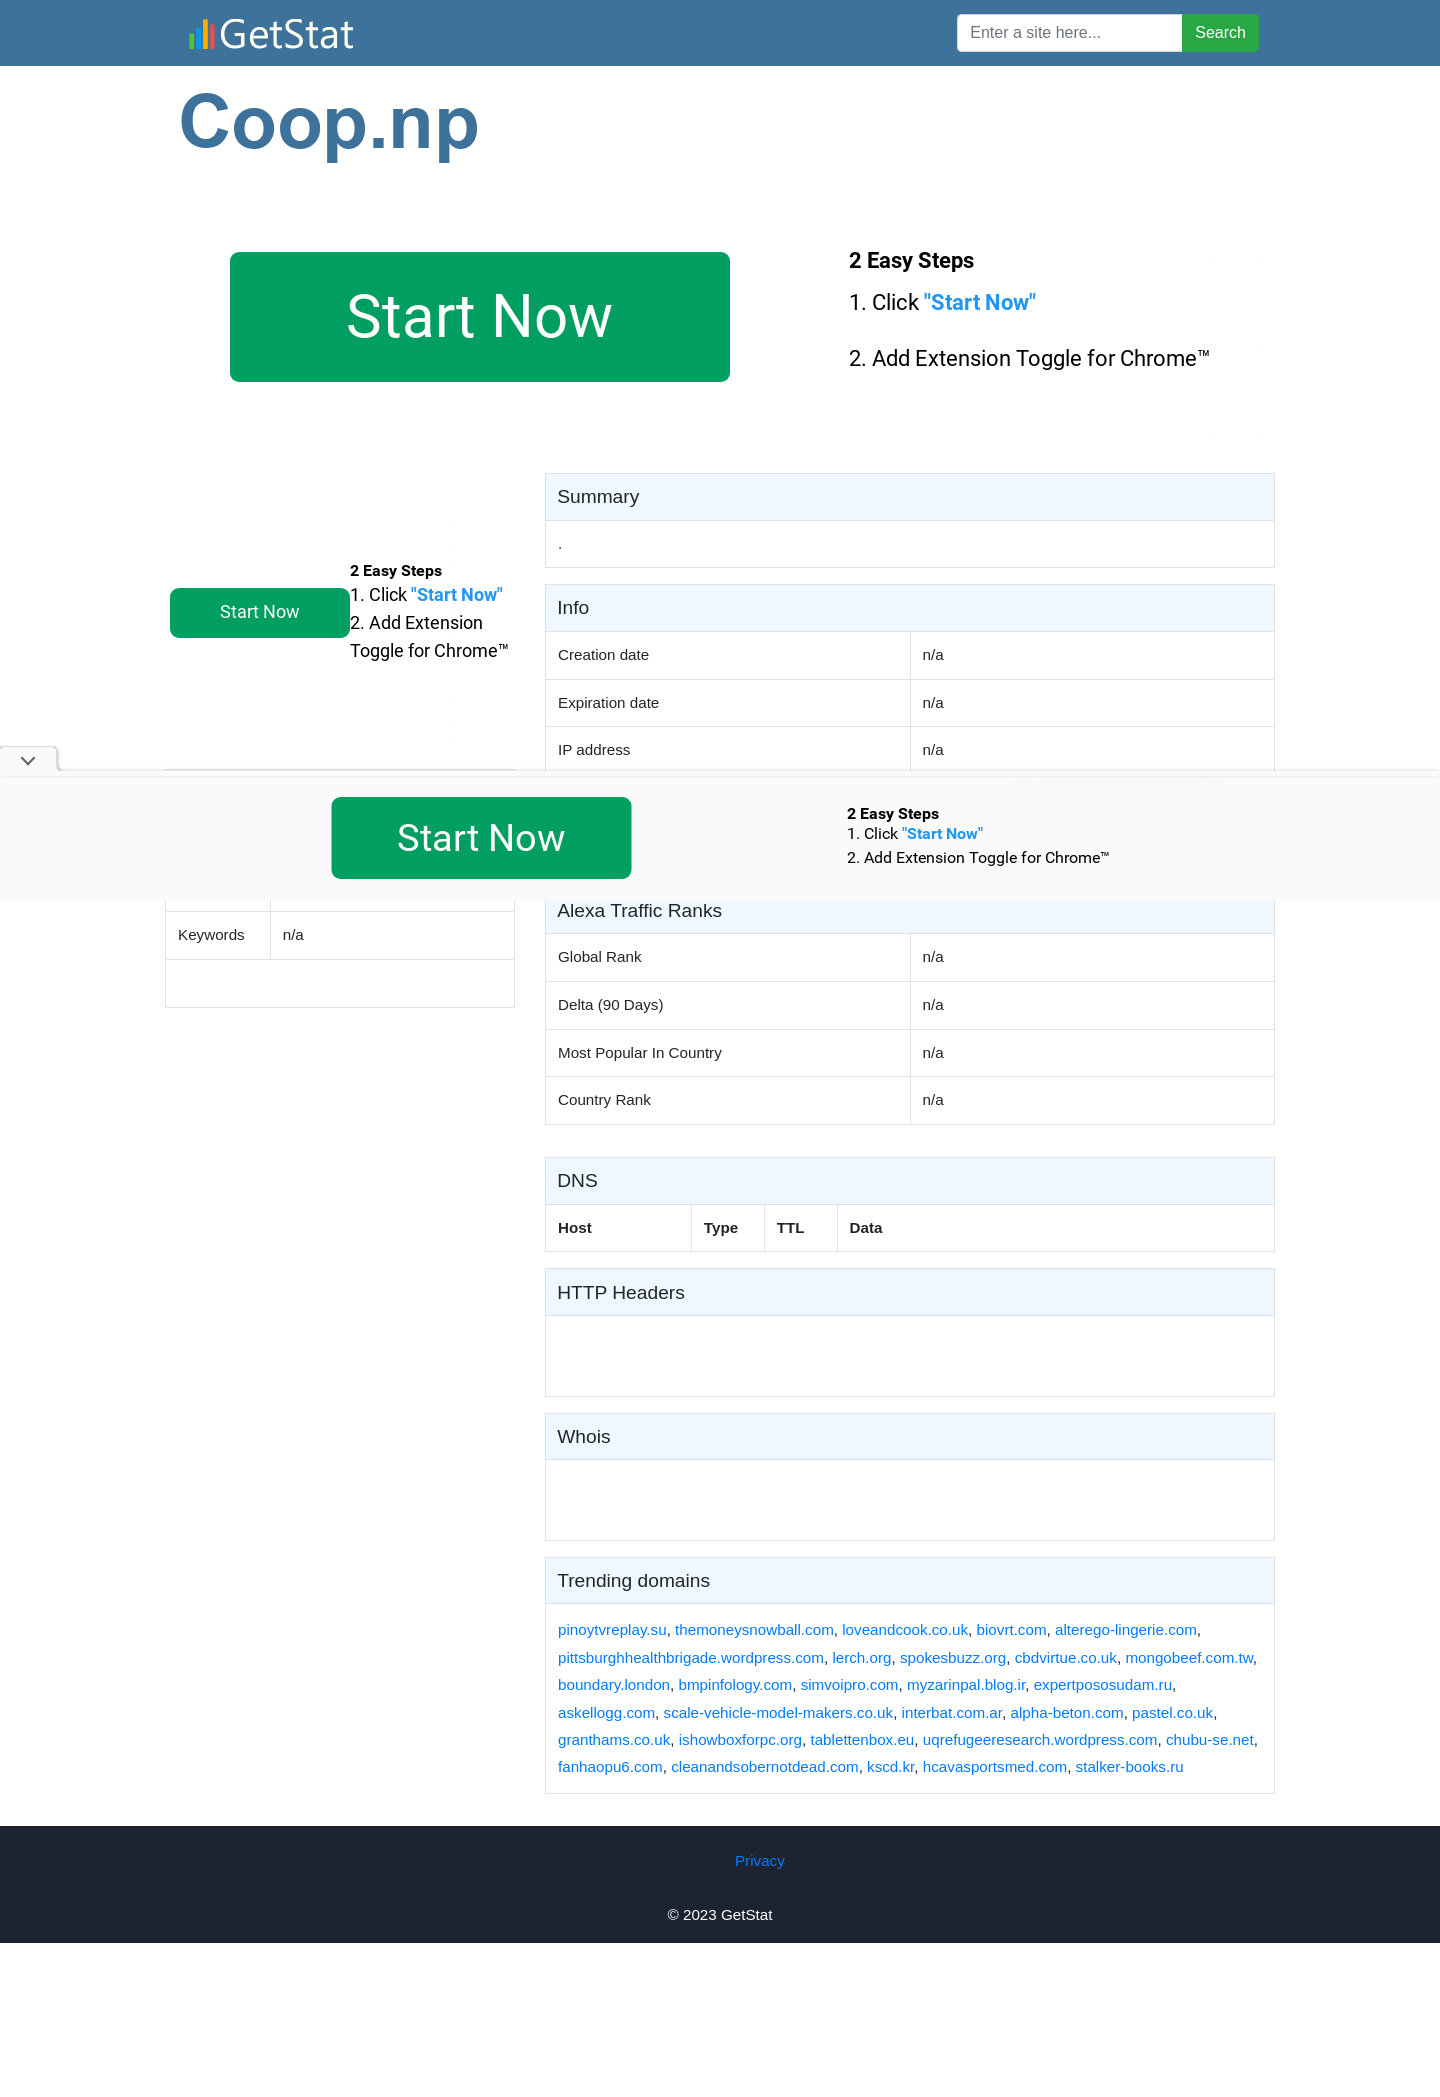 GetStat
Enter a site here...
Search
Coop.np
Start Now
2 Easy Steps
1. Click "Start Now"
2. Add Extension Toggle for Chrome™
Start Now
2 Easy Steps
1. Click "Start Now"
2. Add Extension
Toggle for Chrome™
Summary
.
Info
Creation date n/a
Expiration date n/a
IP address n/a
Start Now
2 Easy Steps
1. Click "Start Now"
2. Add Extension Toggle for Chrome™
Keywords n/a
Alexa Traffic Ranks
Global Rank n/a
Delta (90 Days) n/a
Most Popular In Country n/a
Country Rank n/a
DNS
Host Type TTL Data
HTTP Headers
Whois
Trending domains
pinoytvreplay.su, themoneysnowball.com, loveandcook.co.uk, biovrt.com, alterego-lingerie.com,
pittsburghhealthbrigade.wordpress.com, lerch.org, spokesbuzz.org, cbdvirtue.co.uk, mongobeef.com.tw,
boundary.london, bmpinfology.com, simvoipro.com, myzarinpal.blog.ir, expertpososudam.ru,
askellogg.com, scale-vehicle-model-makers.co.uk, interbat.com.ar, alpha-beton.com, pastel.co.uk,
granthams.co.uk, ishowboxforpc.org, tablettenbox.eu, uqrefugeeresearch.wordpress.com, chubu-se.net,
fanhaopu6.com, cleanandsobernotdead.com, kscd.kr, hcavasportsmed.com, stalker-books.ru
Privacy
© 2023 GetStat